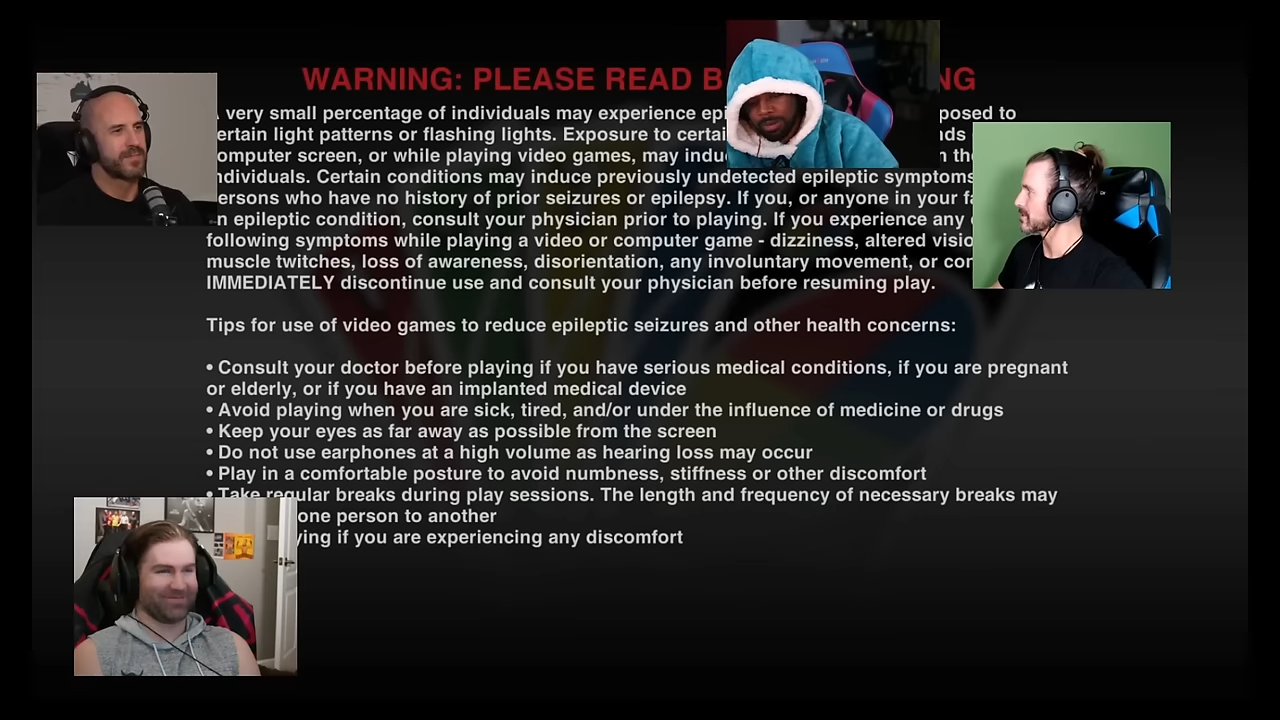 WARNING: PLEASE READ B NG
very small percentage of individuals may experience epi posed to
ertain light patterns or flashing lights. Exposure to certai ds
omputer screen, or while playing video games, may induc n the
ndividuals. Certain conditions may induce previously undetected epileptic symptoms
ersons who have no history of prior seizures or epilepsy. If you, or anyone in your fa
n epileptic condition, consult your physician prior to playing. If you experience any
following symptoms while playing a video or computer game - dizziness, altered visio
muscle twitches, loss of awareness, disorientation, any involuntary movement, or con
IMMEDIATELY discontinue use and consult your physician before resuming play.
Tips for use of video games to reduce epileptic seizures and other health concerns:
• Consult your doctor before playing if you have serious medical conditions, if you are pregnant
or elderly, or if you have an implanted medical device
• Avoid playing when you are sick, tired, and/or under the influence of medicine or drugs
• Keep your eyes as far away as possible from the screen
• Do not use earphones at a high volume as hearing loss may occur
• Play in a comfortable posture to avoid numbness, stiffness or other discomfort
• Take regular breaks during play sessions. The length and frequency of necessary breaks may
one person to another
ying if you are experiencing any discomfort